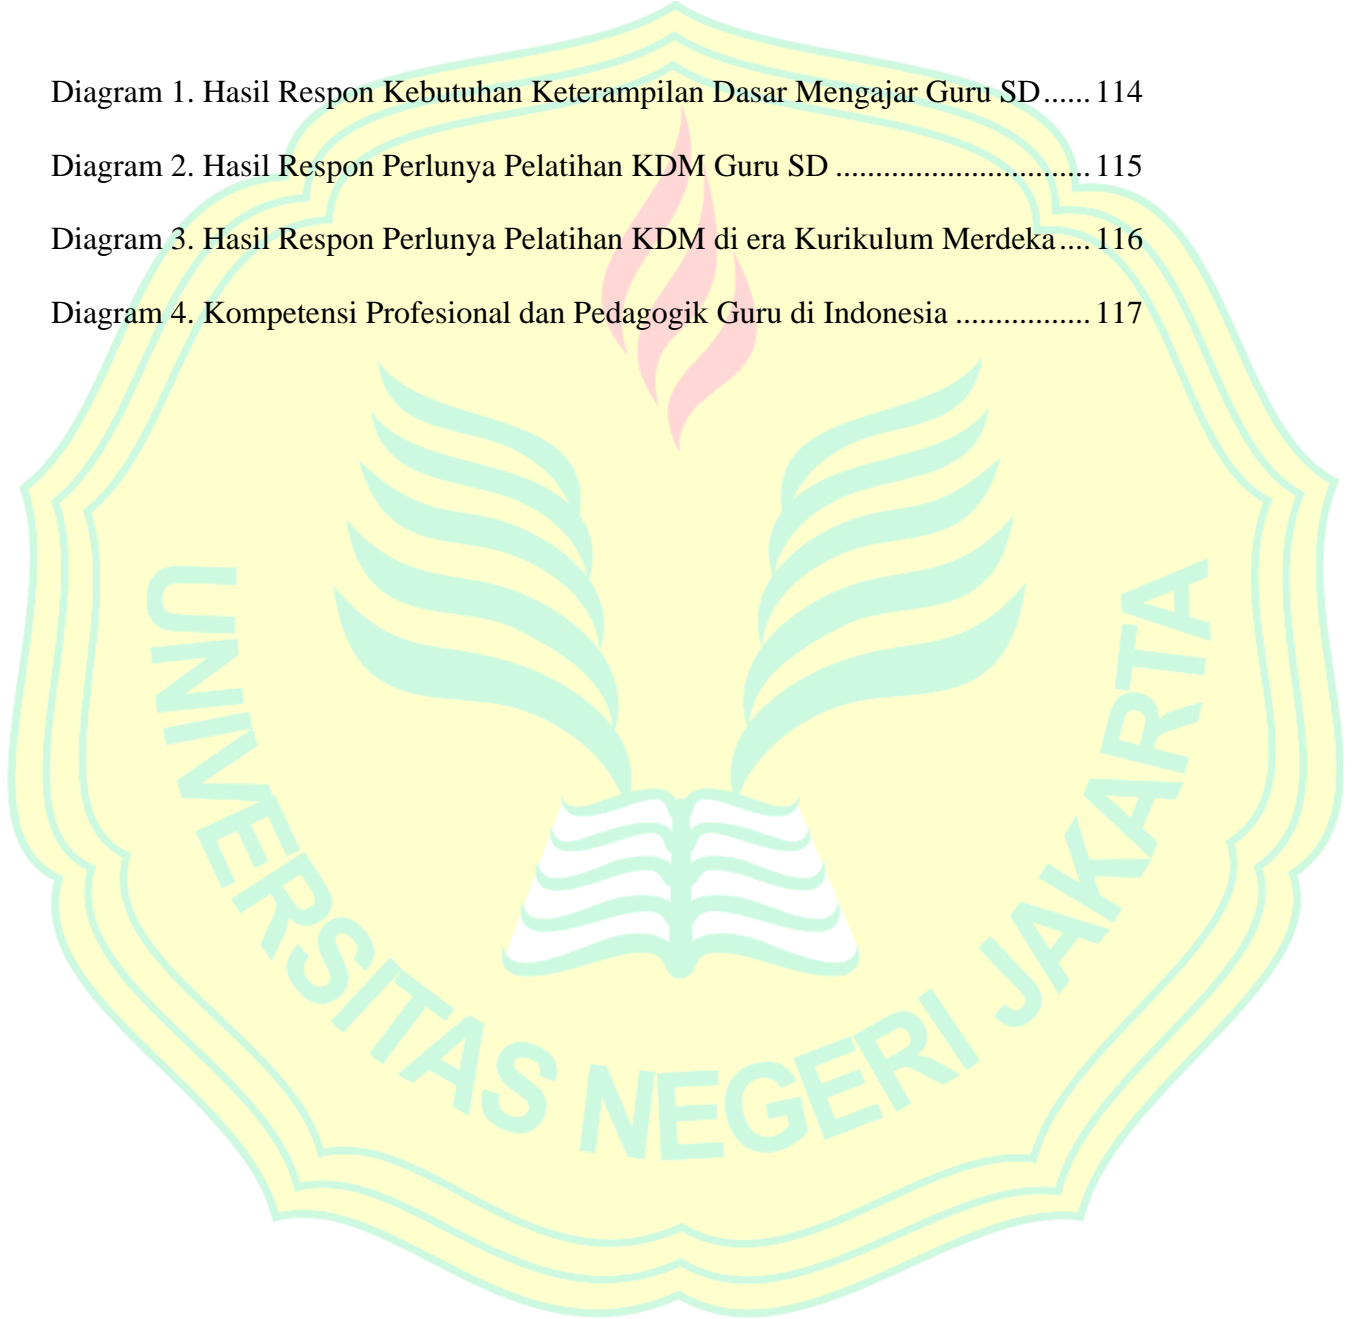 Diagram 1. Hasil Respon Kebutuhan Keterampilan Dasar Mengajar Guru SD...... 114
Diagram 2. Hasil Respon Perlunya Pelatihan KDM Guru SD ................................ 115
Diagram 3. Hasil Respon Perlunya Pelatihan KDM di era Kurikulum Merdeka.... 116
Diagram 4. Kompetensi Profesional dan Pedagogik Guru di Indonesia ................. 117
UNIVERSITAS NEGERI JAKARTA